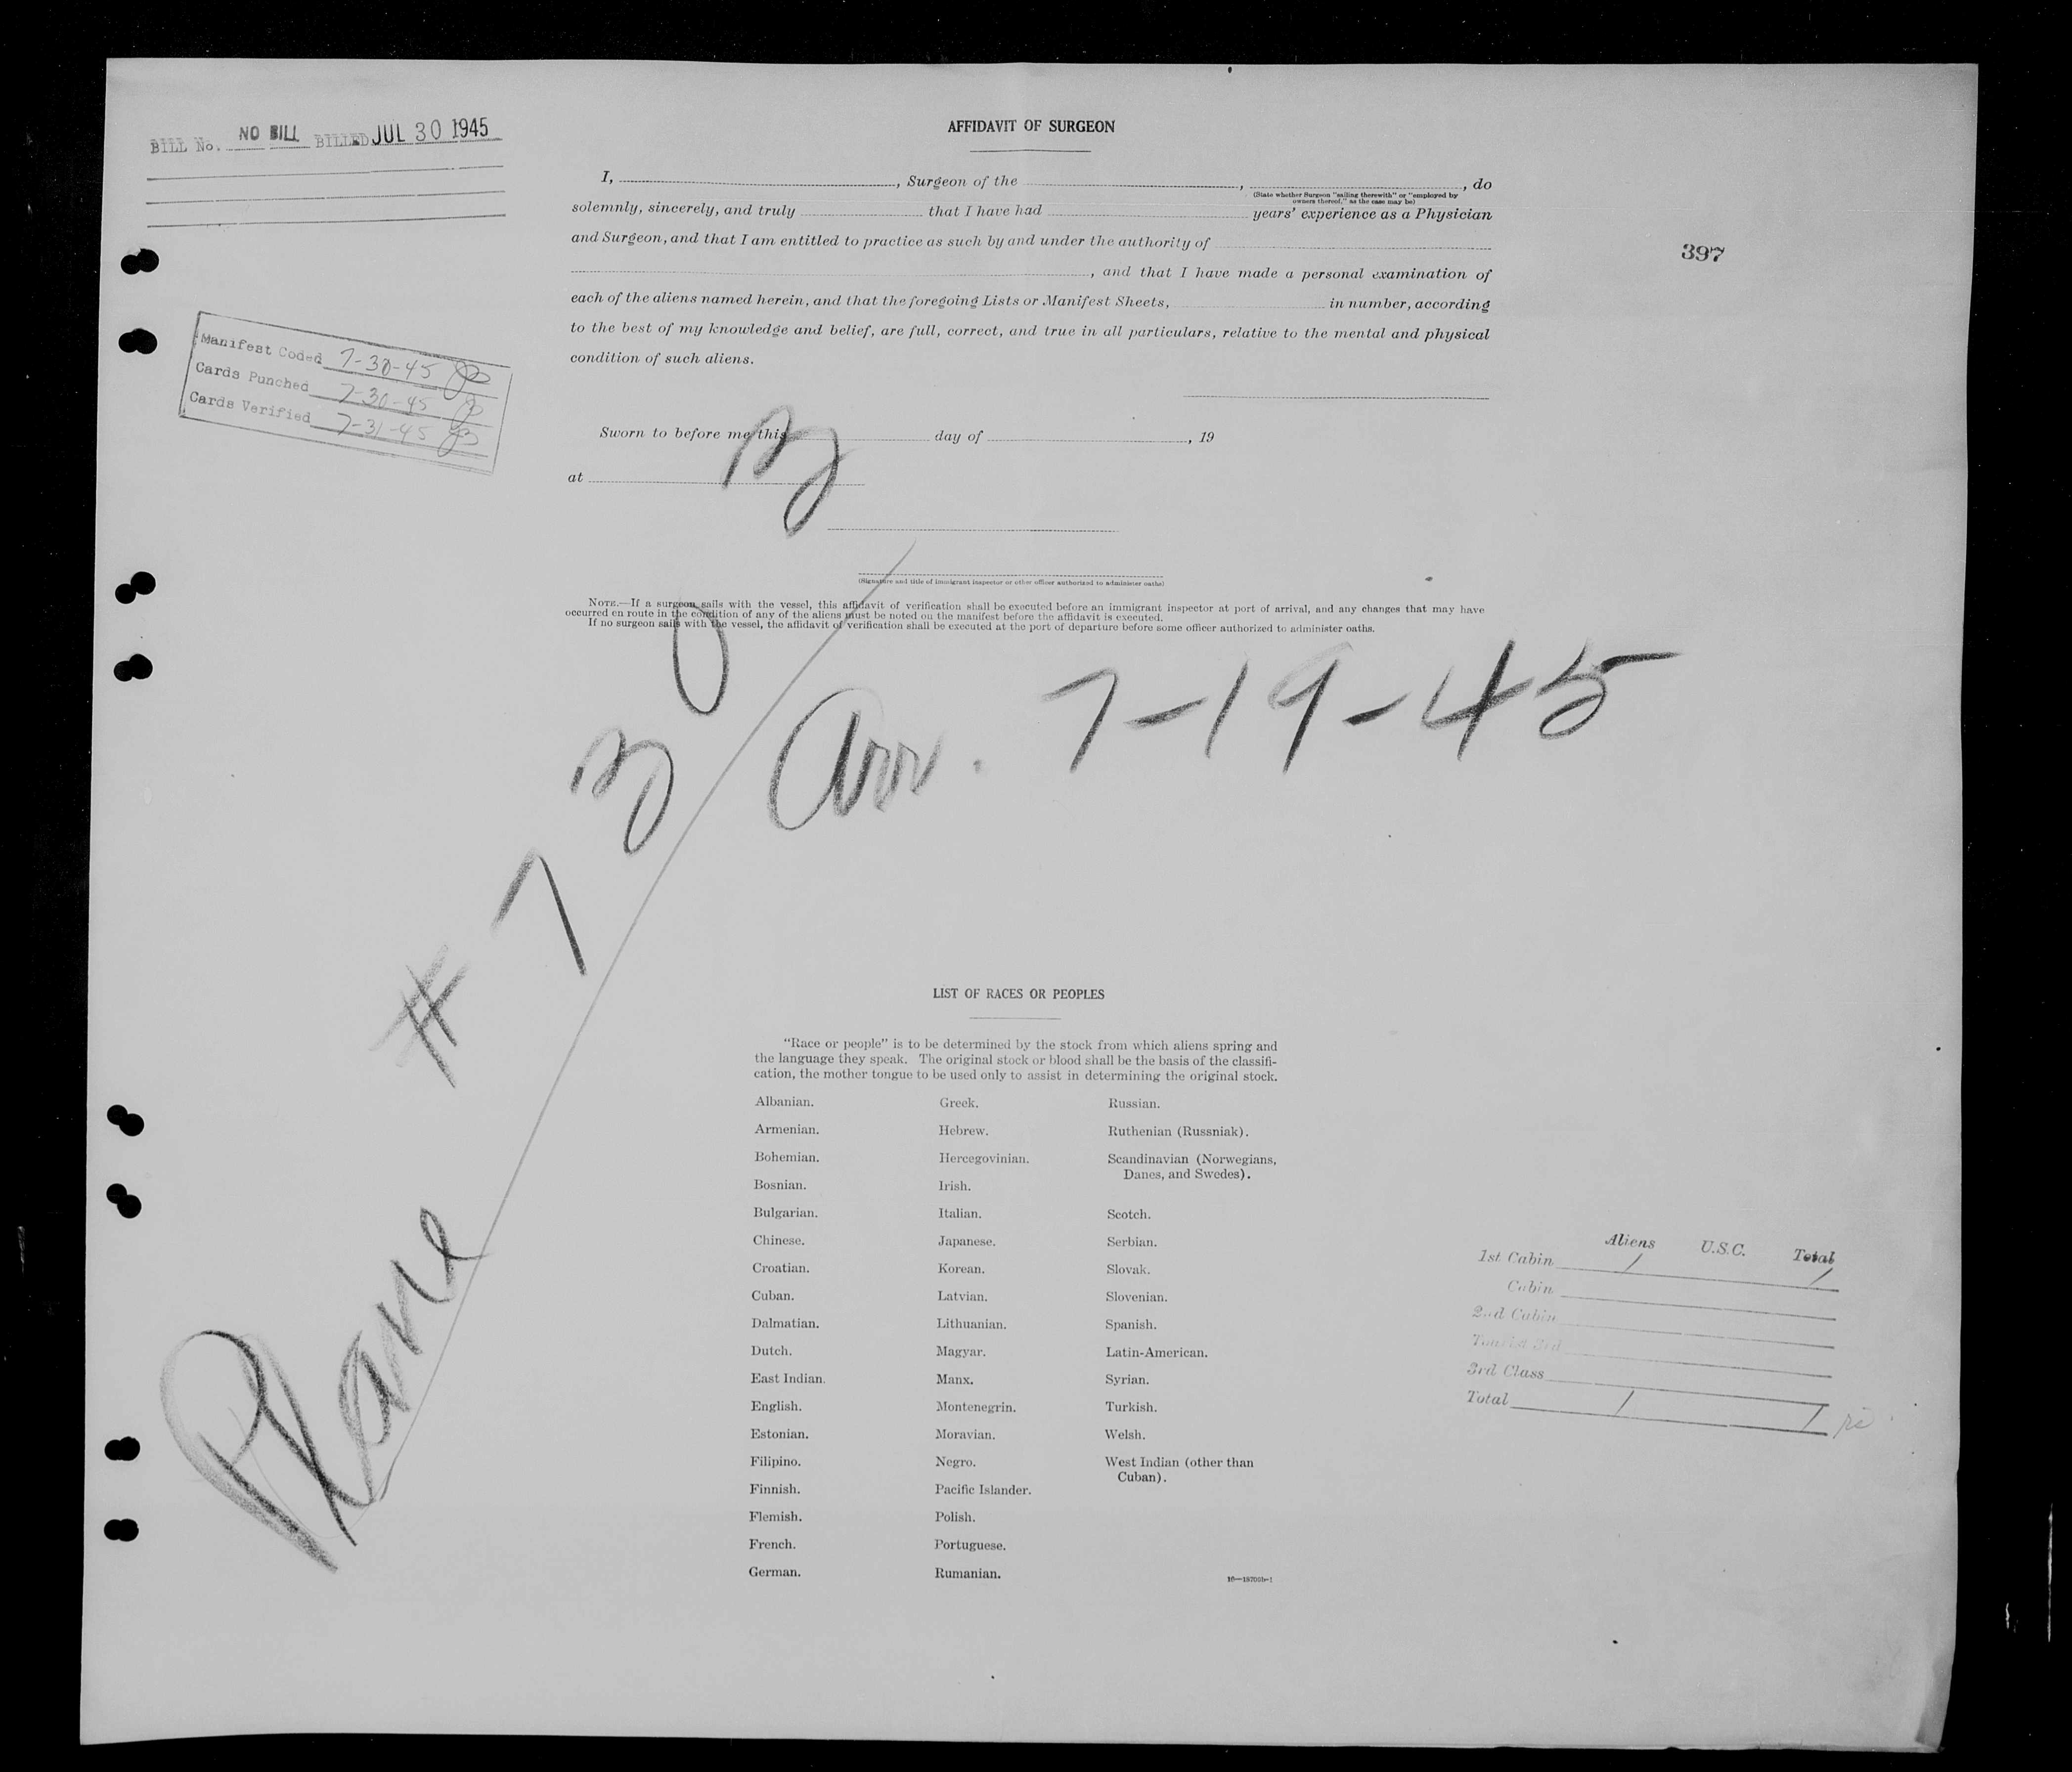 BILL No. NO BILL BILLED JUL 30 1945
AFFIDAVIT OF SURGEON
I, , Surgeon of the , , do
(State whether Surgeon "sailing therewith" or "employed by
owners thereof," as the case may be)
solemnly, sincerely, and truly that I have had years' experience as a Physician
and Surgeon, and that I am entitled to practice as such by and under the authority of
, and that I have made a personal examination of
each of the aliens named herein, and that the foregoing Lists or Manifest Sheets, in number, according
to the best of my knowledge and belief, are full, correct, and true in all particulars, relative to the mental and physical
condition of such aliens.
397
Manifest Coded 7-30-45
Cards Punched 7-30-45
Cards Verified 7-31-45
Sworn to before me this day of , 19
at
(Signature and title of immigrant inspector or other officer authorized to administer oaths)
NOTE.—If a surgeon sails with the vessel, this affidavit of verification shall be executed before an immigrant inspector at port of arrival, and any changes that may have
occurred en route in the condition of any of the aliens must be noted on the manifest before the affidavit is executed.
If no surgeon sails with the vessel, the affidavit of verification shall be executed at the port of departure before some officer authorized to administer oaths.
Plane # 7303
Arr. 7-19-45
LIST OF RACES OR PEOPLES
"Race or people" is to be determined by the stock from which aliens spring and
the language they speak. The original stock or blood shall be the basis of the classifi-
cation, the mother tongue to be used only to assist in determining the original stock.
Albanian. Greek. Russian.
Armenian. Hebrew. Ruthenian (Russniak).
Bohemian. Hercegovinian. Scandinavian (Norwegians,
Danes, and Swedes).
Bosnian. Irish.
Bulgarian. Italian. Scotch.
Chinese. Japanese. Serbian.
Croatian. Korean. Slovak.
Cuban. Latvian. Slovenian.
Dalmatian. Lithuanian. Spanish.
Dutch. Magyar. Latin-American.
East Indian. Manx. Syrian.
English. Montenegrin. Turkish.
Estonian. Moravian. Welsh.
Filipino. Negro. West Indian (other than
Cuban).
Finnish. Pacific Islander.
Flemish. Polish.
French. Portuguese.
German. Rumanian.
Aliens U.S.C. Total
1st Cabin 1 1
Cabin
2nd Cabin
Tourist 3rd
3rd Class
Total 1 1